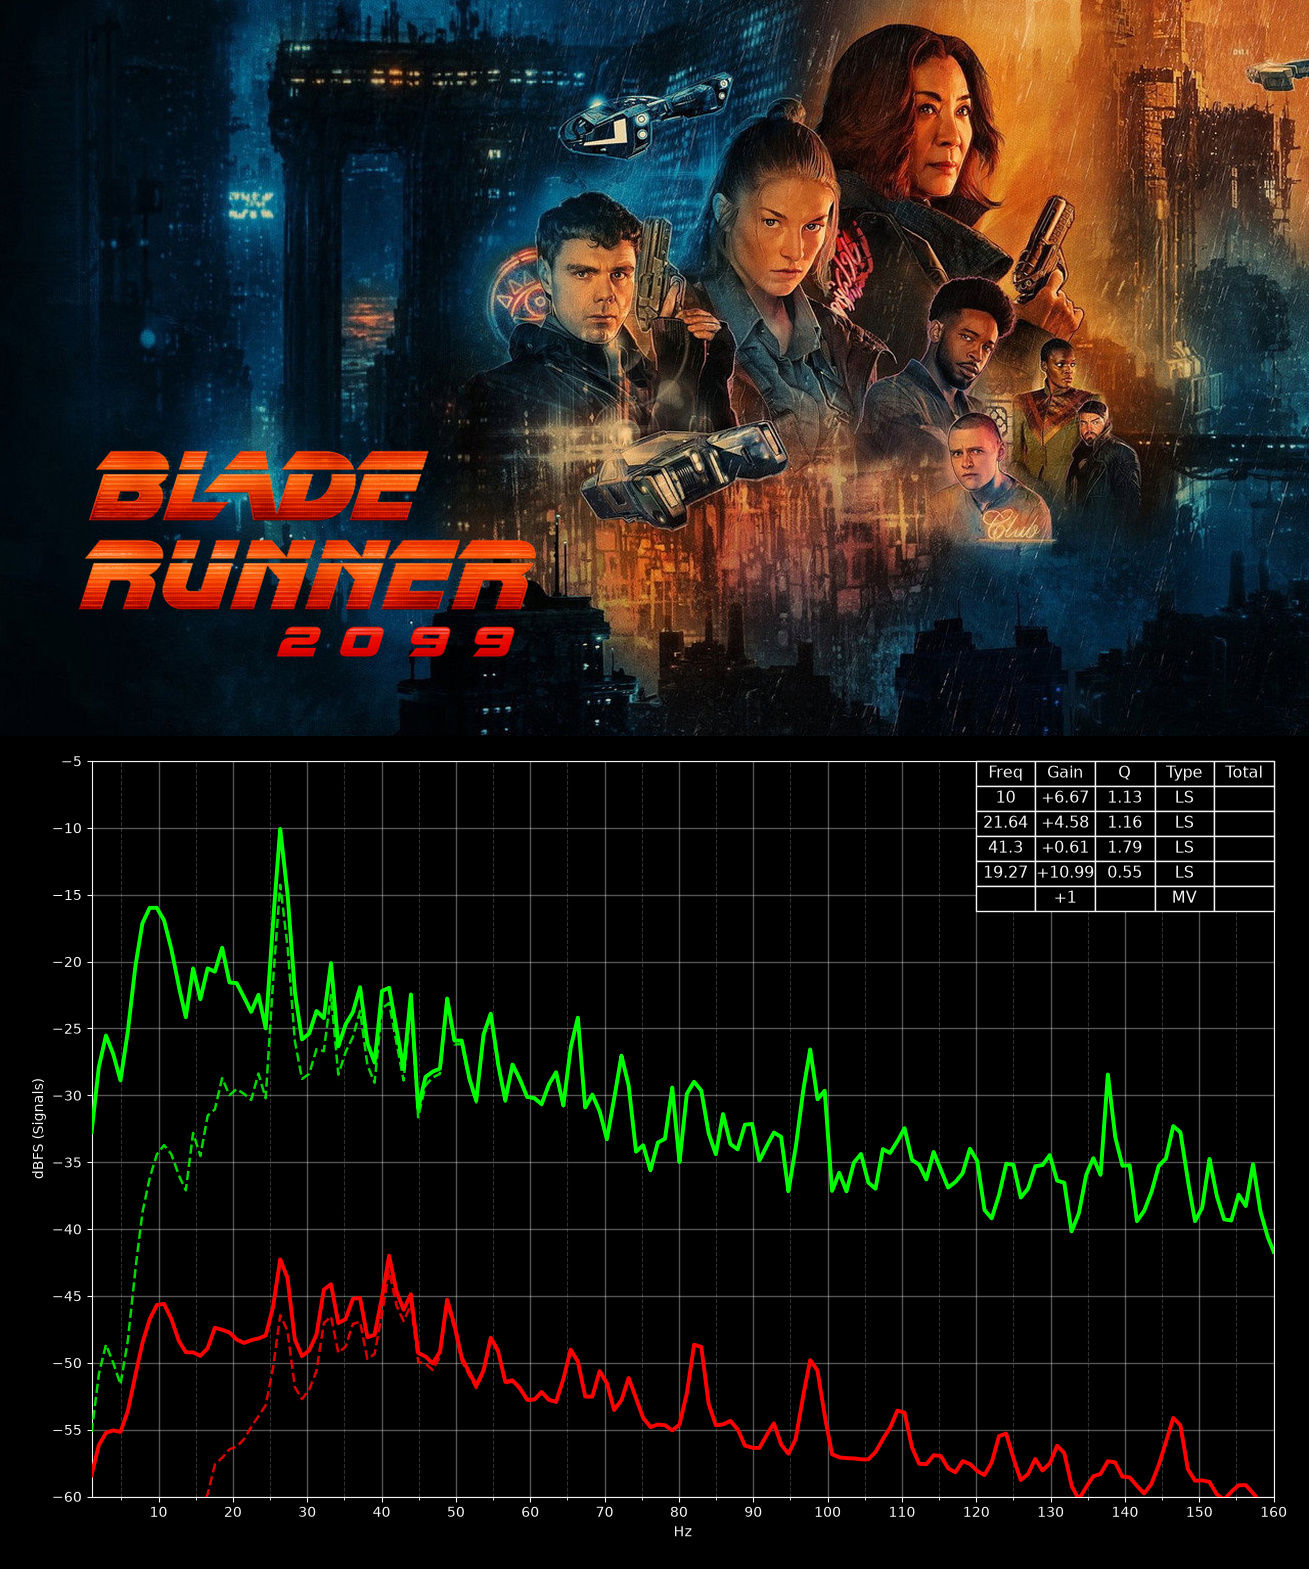 BLADE
RUNNER
2099
Club
Freq Gain Q Type Total
10 +6.67 1.13 LS
21.64 +4.58 1.16 LS
41.3 +0.61 1.79 LS
19.27 +10.99 0.55 LS
+1 MV
−5
−10
−15
−20
−25
−30
−35
−40
−45
−50
−55
−60
dBFS (Signals)
10 20 30 40 50 60 70 80 90 100 110 120 130 140 150 160
Hz